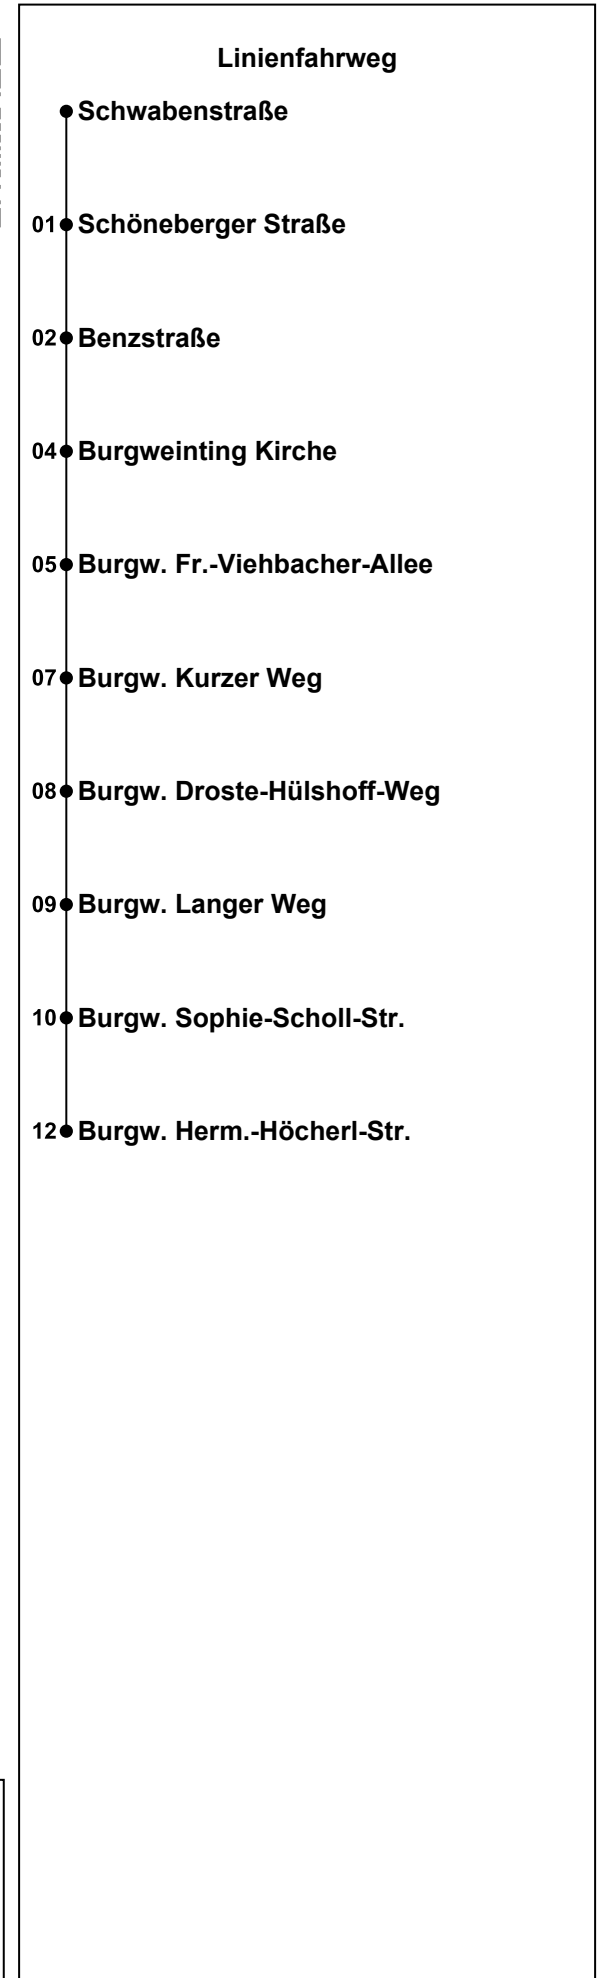 Linienfahrweg
Schwabenstraße
01 Schöneberger Straße
02 Benzstraße
04 Burgweinting Kirche
05 Burgw. Fr.-Viehbacher-Allee
07 Burgw. Kurzer Weg
08 Burgw. Droste-Hülshoff-Weg
09 Burgw. Langer Weg
10 Burgw. Sophie-Scholl-Str.
12 Burgw. Herm.-Höcherl-Str.